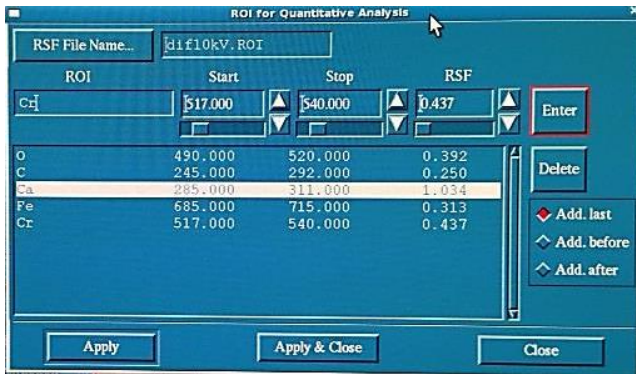 ROI for Quantitative Analysis
RSF File Name... dif10kV.ROI
ROI Start Stop RSF
Cr 517.000 540.000 0.437 Enter
O 490.000 520.000 0.392
C 245.000 292.000 0.250
Ca 285.000 311.000 1.034
Fe 685.000 715.000 0.313
Cr 517.000 540.000 0.437
Delete
Add. last
Add. before
Add. after
Apply Apply & Close Close